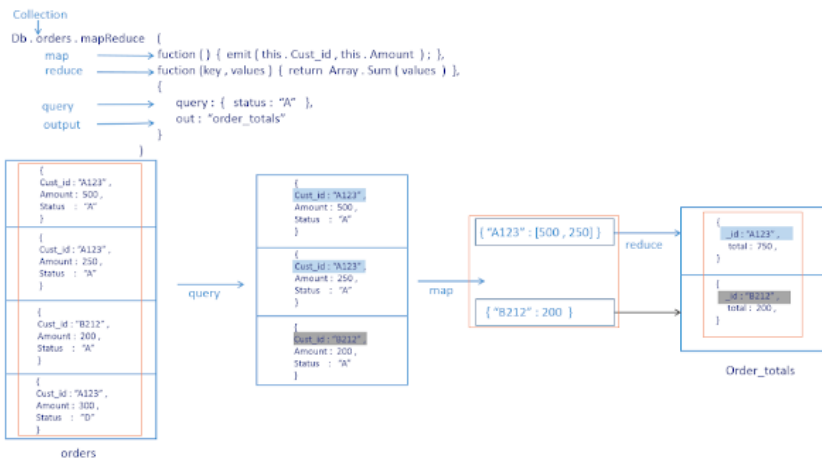 Collection
Db . orders . mapReduce (
map fuction ( ) { emit ( this . Cust_id , this . Amount ) ; },
reduce fuction (key , values ) { return Array . Sum ( values ) },
{
query query : { status : "A" },
output out : "order_totals"
}
)
{
Cust_id : "A123" ,
Amount : 500,
Status : "A"
}
{
Cust_id : "A123" ,
Amount : 250,
Status : "A"
}
{
Cust_id : "B212" ,
Amount : 200,
Status : "A"
}
{
Cust_id : "A123" ,
Amount : 300,
Status : "D"
}
orders
query
{
Cust_id : "A123" ,
Amount : 500,
Status : "A"
}
{
Cust_id : "A123" ,
Amount : 250,
Status : "A"
}
{
Cust_id : "B212" ,
Amount : 200,
Status : "A"
}
map
{ "A123" : [500 , 250] }
{ "B212" : 200 }
reduce
{
_id : "A123" ,
total : 750,
}
{
_id : "B212" ,
total : 200,
}
Order_totals